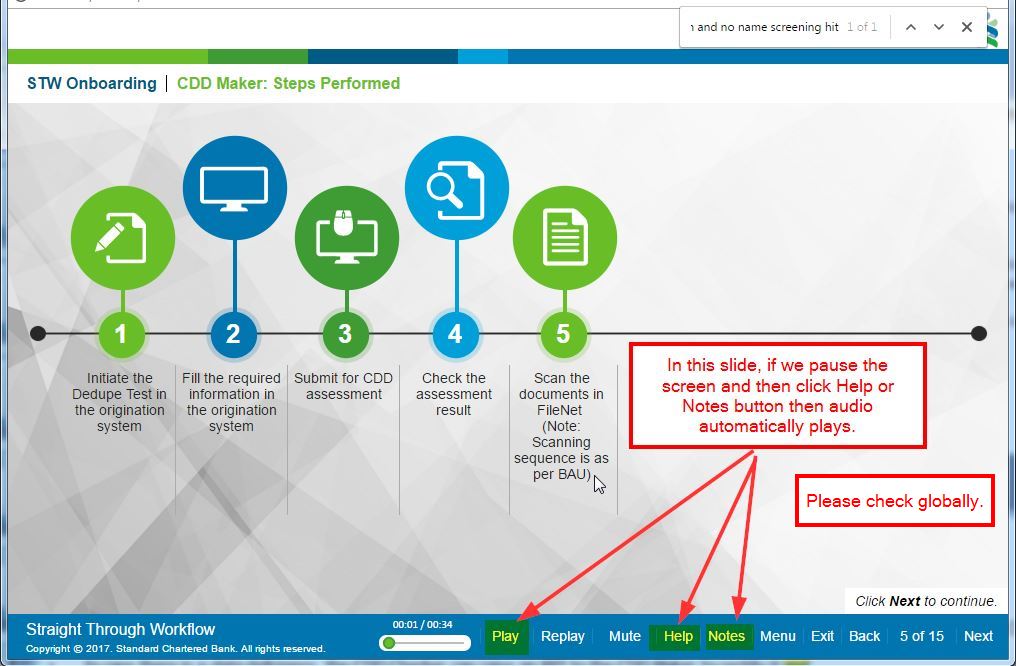 n and no name screening hit 1 of 1
STW Onboarding | CDD Maker: Steps Performed
1
2
3
4
5
Initiate the
Dedupe Test in
the origination
system
Fill the required
information in
the origination
system
Submit for CDD
assessment
Check the
assessment
result
Scan the
documents in
FileNet
(Note:
Scanning
sequence is as
per BAU)
In this slide, if we pause the
screen and then click Help or
Notes button then audio
automatically plays.
Please check globally.
Click Next to continue.
Straight Through Workflow
Copyright © 2017. Standard Chartered Bank. All rights reserved.
00:01 / 00:34
Play Replay Mute Help Notes Menu Exit Back 5 of 15 Next